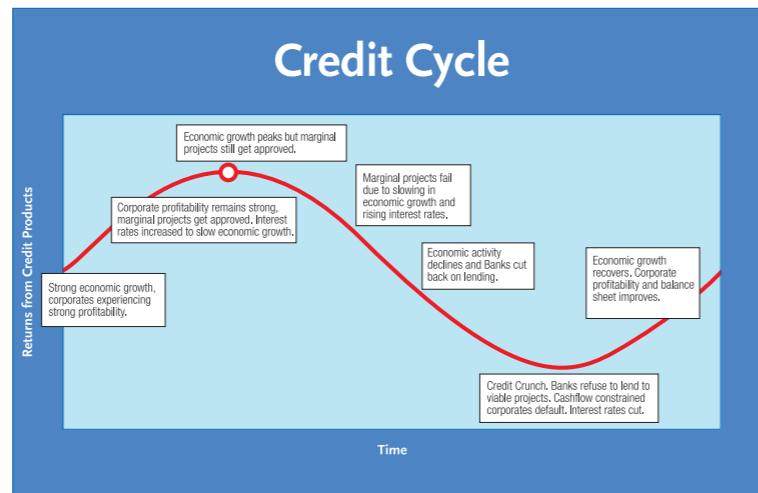 Credit Cycle
Economic growth peaks but marginal
projects still get approved.
Marginal projects fail
due to slowing in
economic growth and
rising interest rates.
Corporate profitability remains strong,
marginal projects get approved. Interest
rates increased to slow economic growth.
Economic activity
declines and Banks cut
back on lending.
Economic growth
recovers. Corporate
profitability and balance
sheet improves.
Strong economic growth,
corporates experiencing
strong profitability.
Credit Crunch. Banks refuse to lend to
viable projects. Cashflow constrained
corporates default. Interest rates cut.
Returns from Credit Products
Time